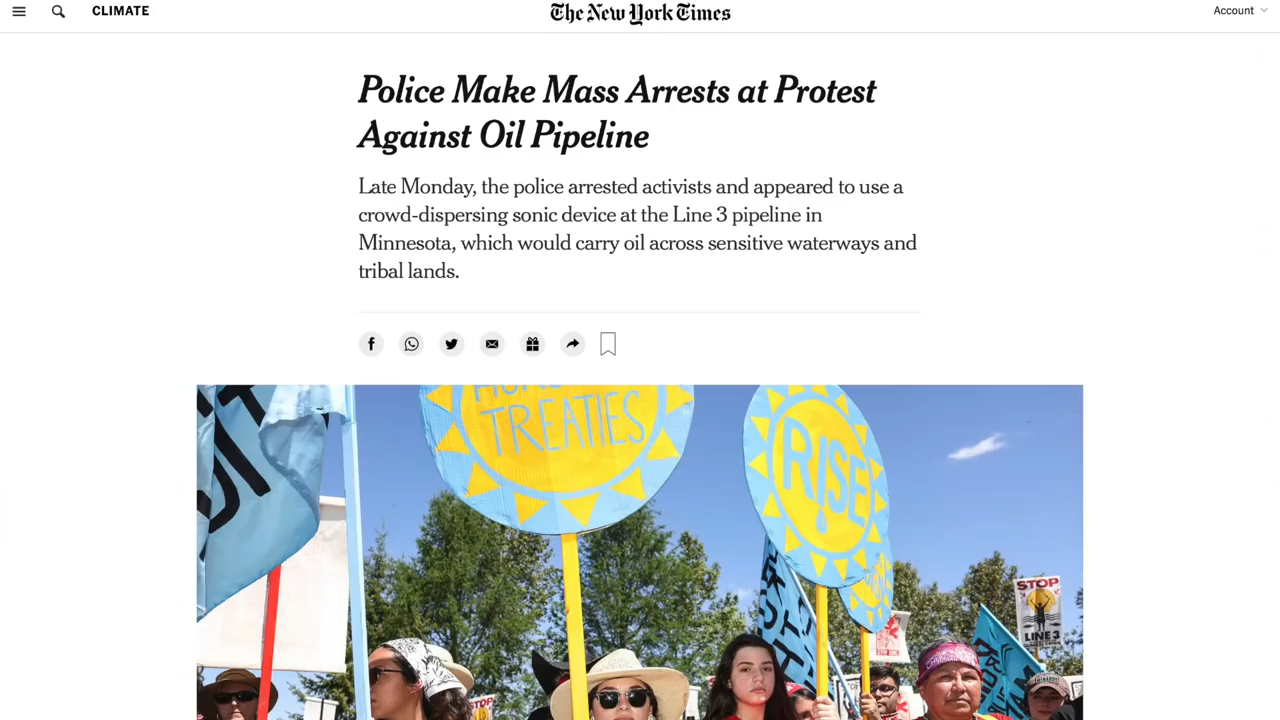 CLIMATE
The New York Times
Account
Police Make Mass Arrests at Protest
Against Oil Pipeline
Late Monday, the police arrested activists and appeared to use a
crowd-dispersing sonic device at the Line 3 pipeline in
Minnesota, which would carry oil across sensitive waterways and
tribal lands.
TREATIES
RISE
STOP
LINE 3
STOP